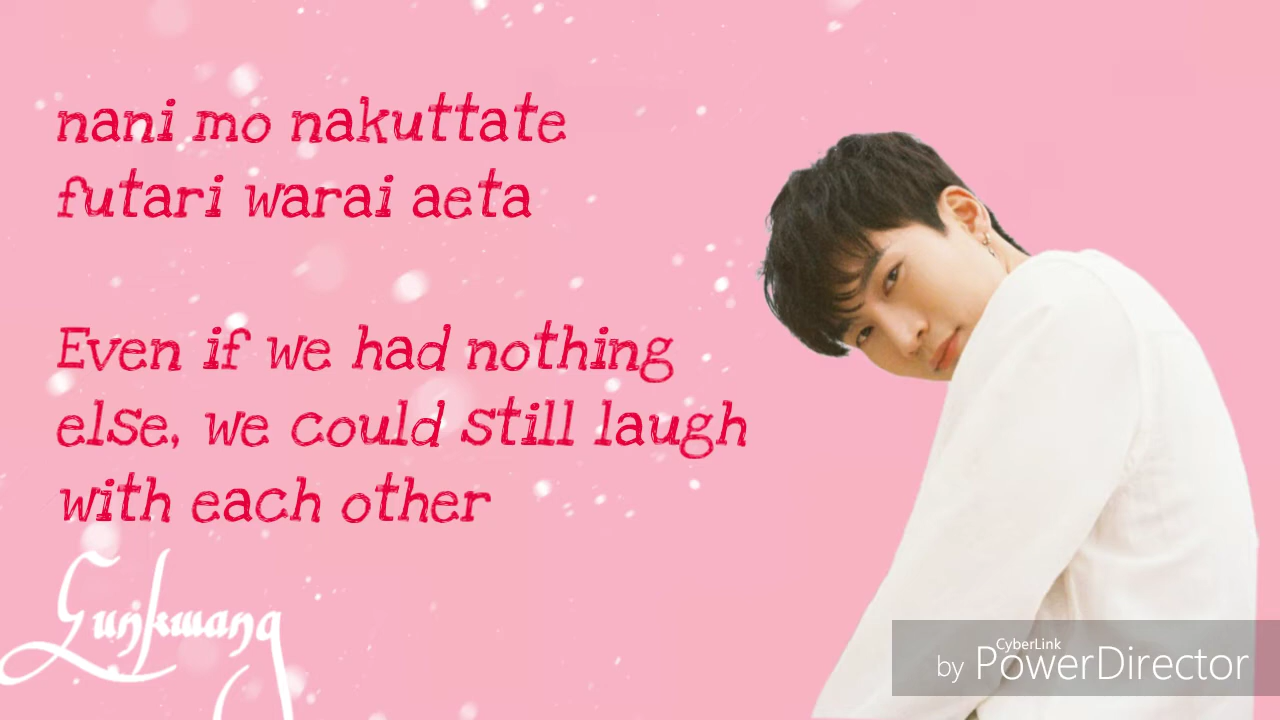 nani mo nakuttate
futari warai aeta
Even if we had nothing
else, we could still laugh
with each other
Gunkwang
CyberLink
by PowerDirector